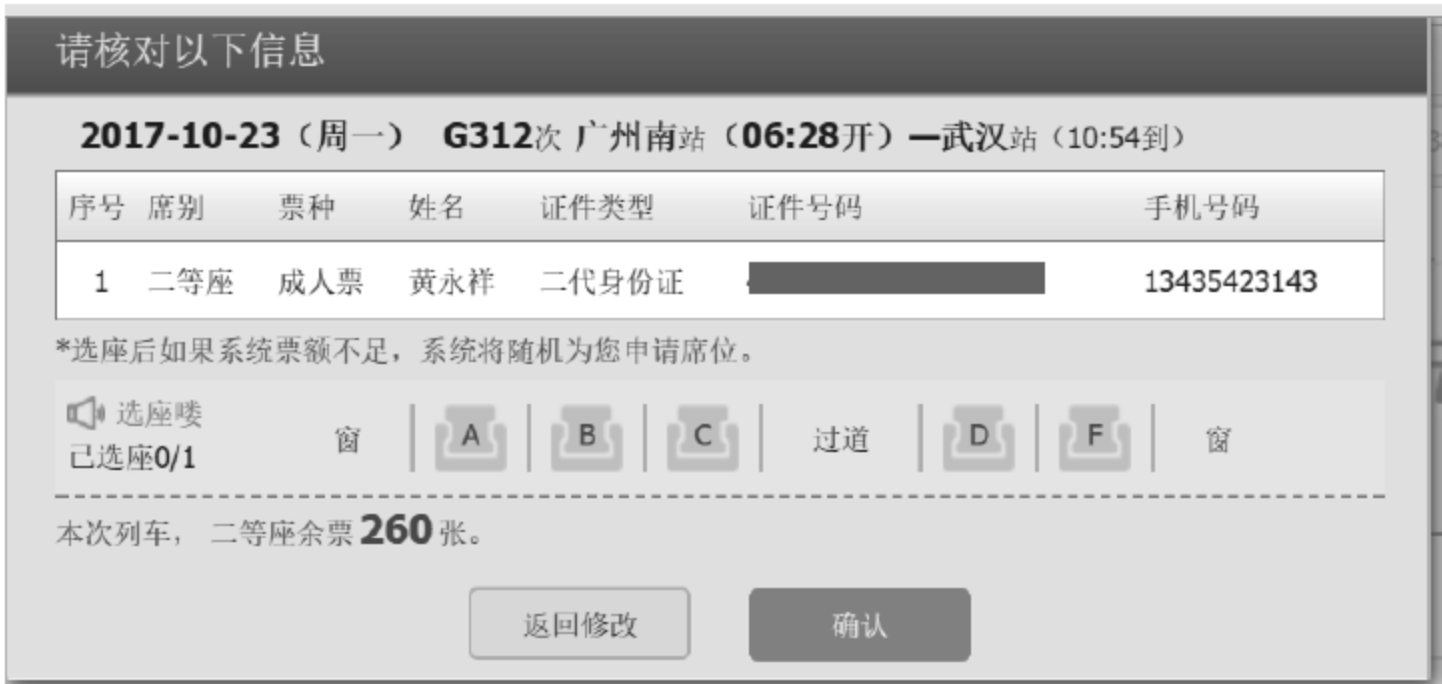 请核对以下信息
2017-10-23（周一） G312次 广州南站（06:28开）—武汉站（10:54到）
序号 席别 票种 姓名 证件类型 证件号码 手机号码
1 二等座 成人票 黄永祥 二代身份证 13435423143
*选座后如果系统票额不足，系统将随机为您申请席位。
选座喽
已选座0/1
窗 A B C 过道 D F 窗
本次列车， 二等座余票 260 张。
返回修改 确认